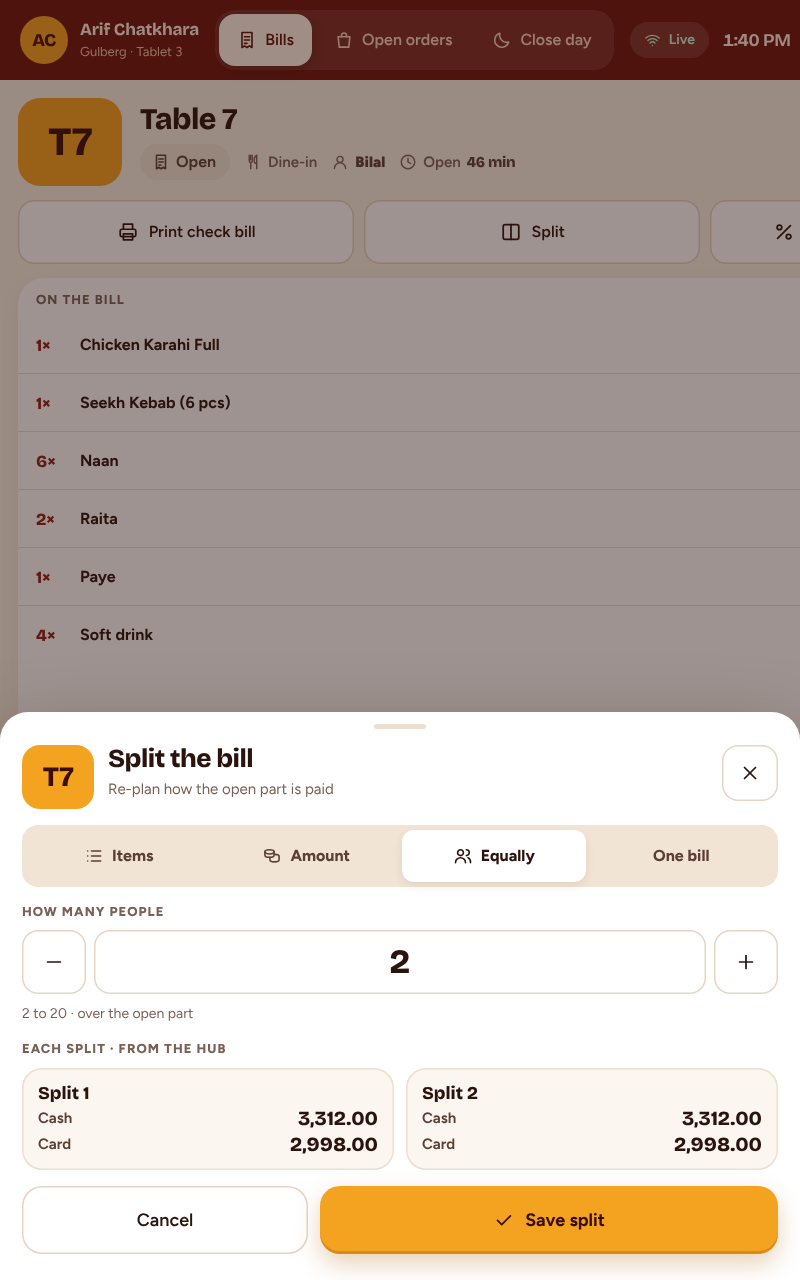 AC
Arif Chatkhara
Gulberg · Tablet 3
Bills
Open orders
Close day
Live
1:40 PM
T7
Table 7
Open
Dine-in
Bilal
Open 46 min
Print check bill
Split
%
ON THE BILL
1× Chicken Karahi Full
1× Seekh Kebab (6 pcs)
6× Naan
2× Raita
1× Paye
4× Soft drink
T7
Split the bill
Re-plan how the open part is paid
Items
Amount
Equally
One bill
HOW MANY PEOPLE
2
2 to 20 · over the open part
EACH SPLIT · FROM THE HUB
Split 1
Cash 3,312.00
Card 2,998.00
Split 2
Cash 3,312.00
Card 2,998.00
Cancel
Save split